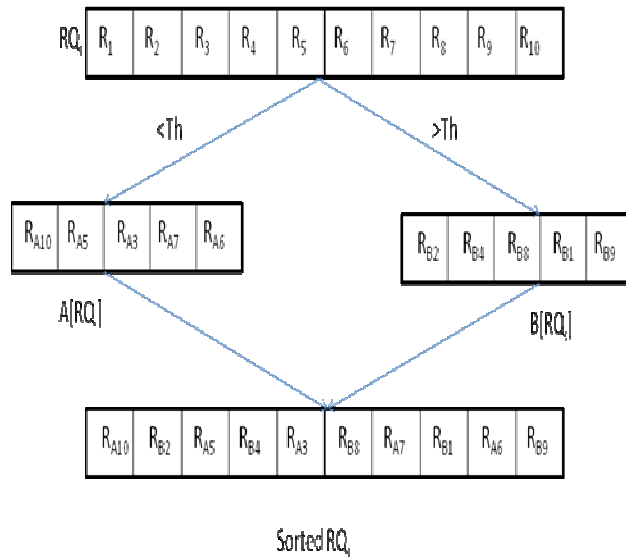 RQi R1 R2 R3 R4 R5 R6 R7 R8 R9 R10
<Th >Th
RA10 RA5 RA3 RA7 RA6
RB2 RB4 RB8 RB1 RB9
A[RQi]
B[RQi]
RA10 RB2 RA5 RB4 RA3 RB8 RA7 RB1 RA6 RB9
Sorted RQi